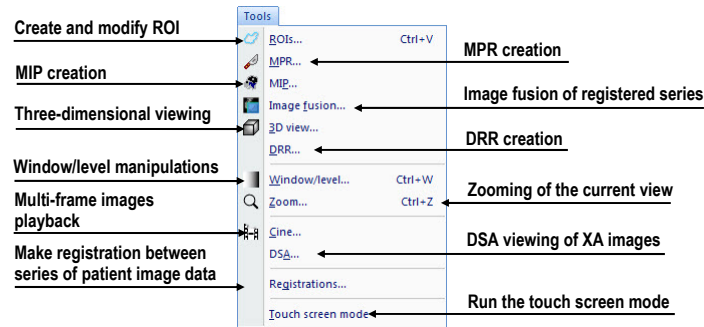 Tools
Create and modify ROI
ROIs... Ctrl+V
MPR creation
MPR...
MIP creation
MIP...
Image fusion of registered series
Image fusion...
Three-dimensional viewing
3D view...
DRR creation
DRR...
Window/level manipulations
Window/level... Ctrl+W
Zooming of the current view
Zoom... Ctrl+Z
Multi-frame images
playback
Cine...
DSA viewing of XA images
DSA...
Make registration between
series of patient image data
Registrations...
Run the touch screen mode
Touch screen mode